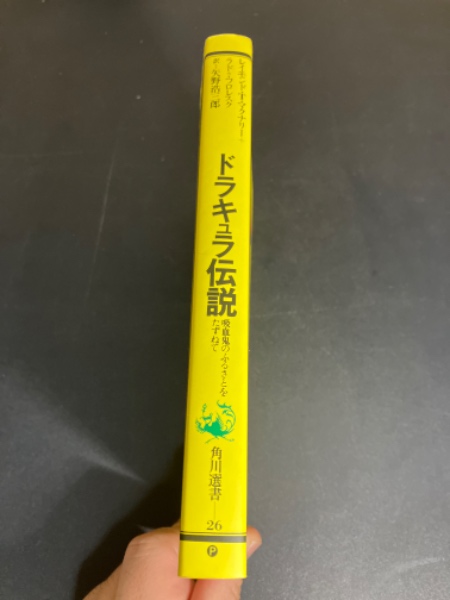 レイモンド・T・マクナリー+
ラドゥ・フロレスク
訳=矢野浩三郎
ドラキュラ伝説
吸血鬼のふるさとを
たずねて
角川選書—26
P